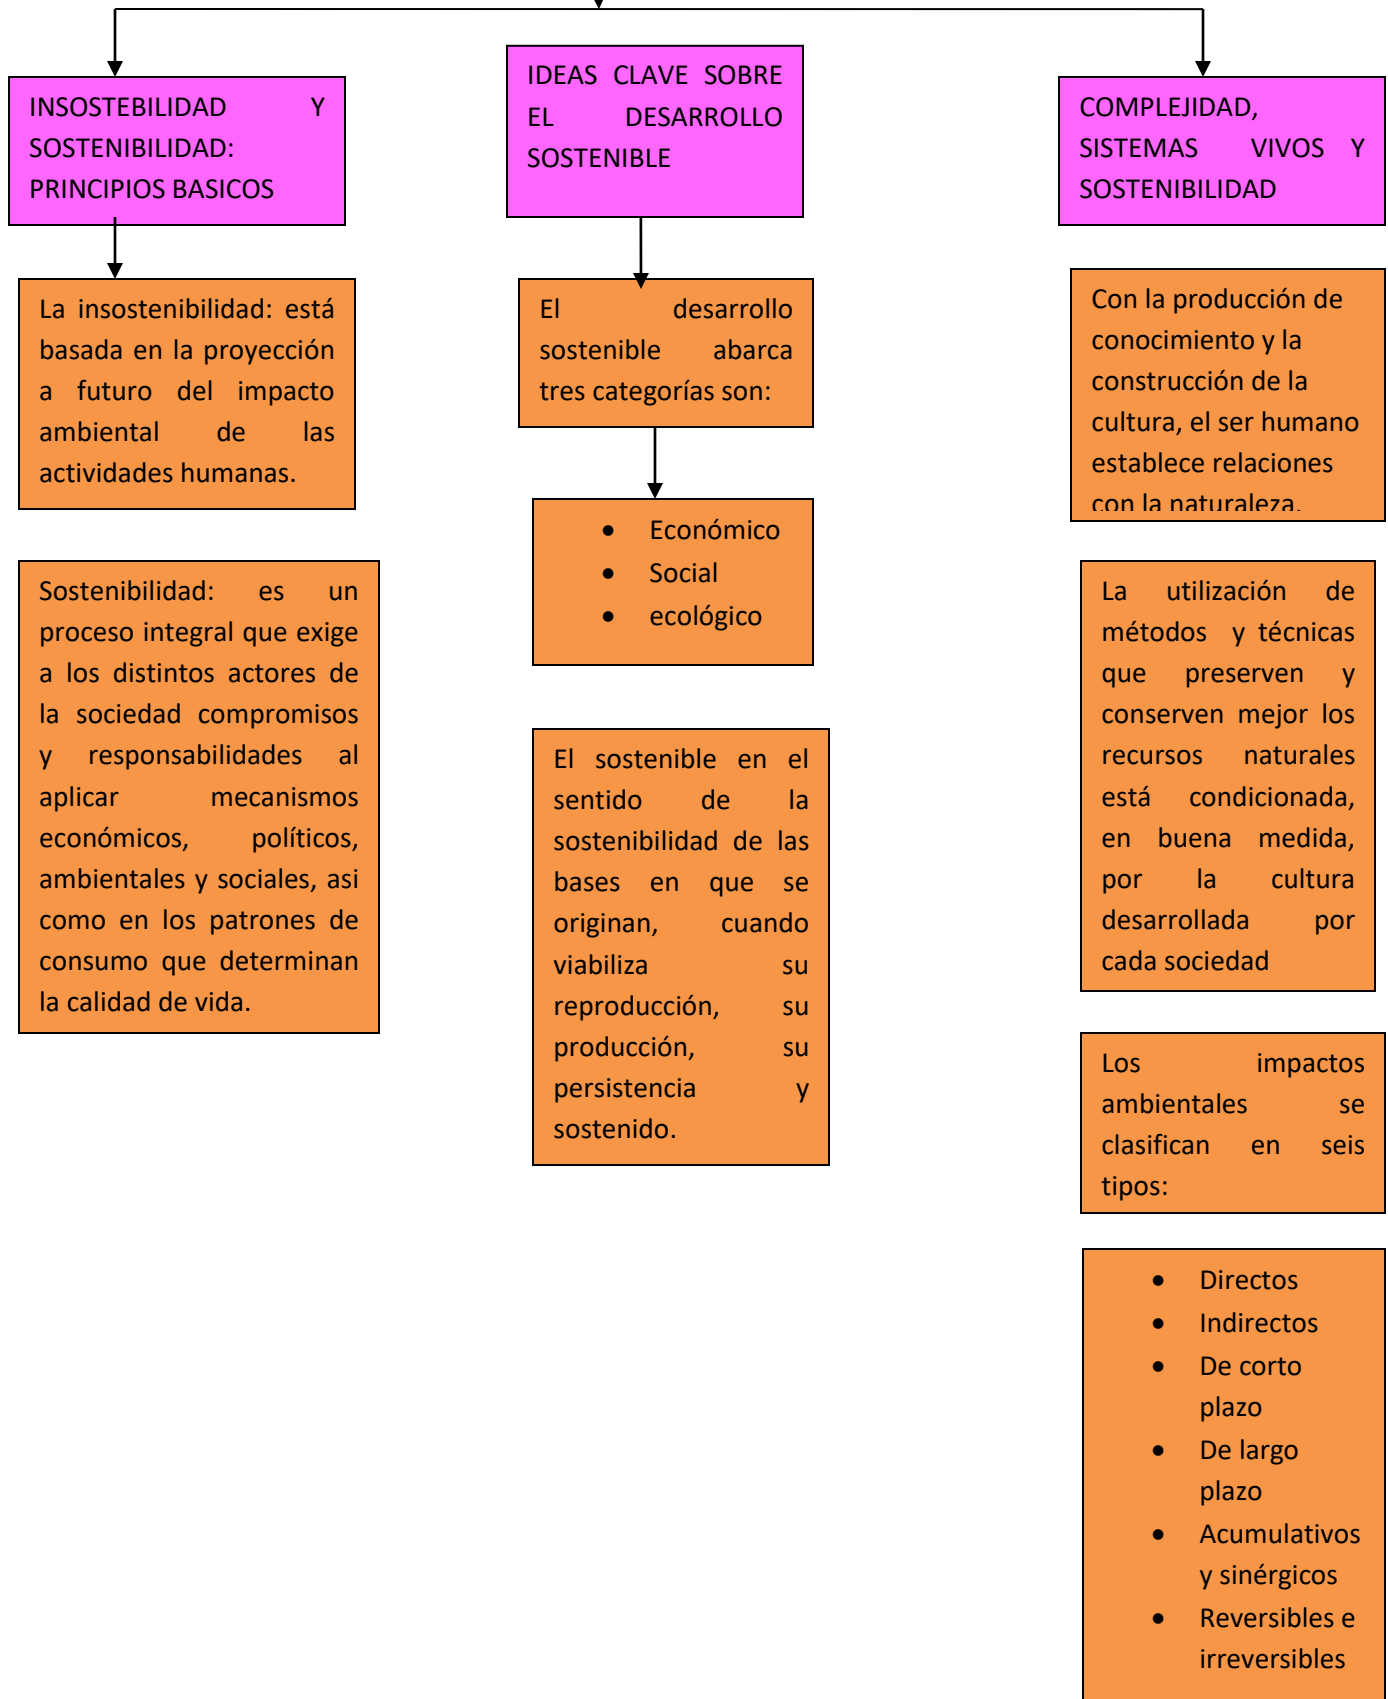 INSOSTEBILIDAD Y
SOSTENIBILIDAD:
PRINCIPIOS BASICOS
La insostenibilidad: está
basada en la proyección
a futuro del impacto
ambiental de las
actividades humanas.
Sostenibilidad: es un
proceso integral que exige
a los distintos actores de
la sociedad compromisos
y responsabilidades al
aplicar mecanismos
económicos, políticos,
ambientales y sociales, asi
como en los patrones de
consumo que determinan
la calidad de vida.
IDEAS CLAVE SOBRE
EL DESARROLLO
SOSTENIBLE
El desarrollo
sostenible abarca
tres categorías son:
• Económico
• Social
• ecológico
El sostenible en el
sentido de la
sostenibilidad de las
bases en que se
originan, cuando
viabiliza su
reproducción, su
producción, su
persistencia y
sostenido.
COMPLEJIDAD,
SISTEMAS VIVOS Y
SOSTENIBILIDAD
Con la producción de
conocimiento y la
construcción de la
cultura, el ser humano
establece relaciones
con la naturaleza.
La utilización de
métodos y técnicas
que preserven y
conserven mejor los
recursos naturales
está condicionada,
en buena medida,
por la cultura
desarrollada por
cada sociedad
Los impactos
ambientales se
clasifican en seis
tipos:
• Directos
• Indirectos
• De corto
plazo
• De largo
plazo
• Acumulativos
y sinérgicos
• Reversibles e
irreversibles